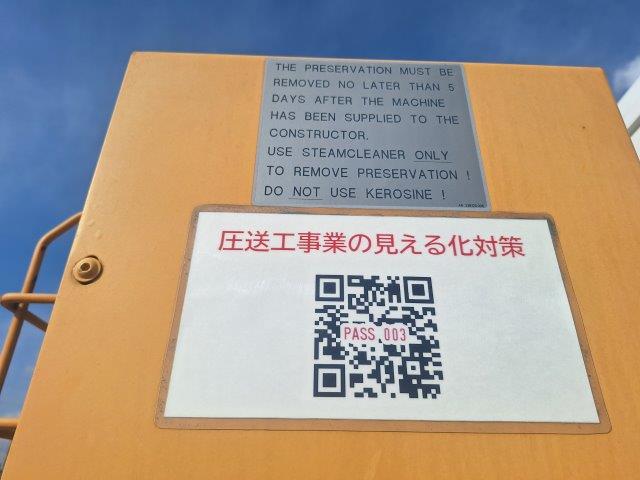 THE PRESERVATION MUST BE
REMOVED NO LATER THAN 5
DAYS AFTER THE MACHINE
HAS BEEN SUPPLIED TO THE
CONSTRUCTOR.
USE STEAMCLEANER ONLY
TO REMOVE PRESERVATION !
DO NOT USE KEROSINE !
圧送工事業の見える化対策
PASS 003